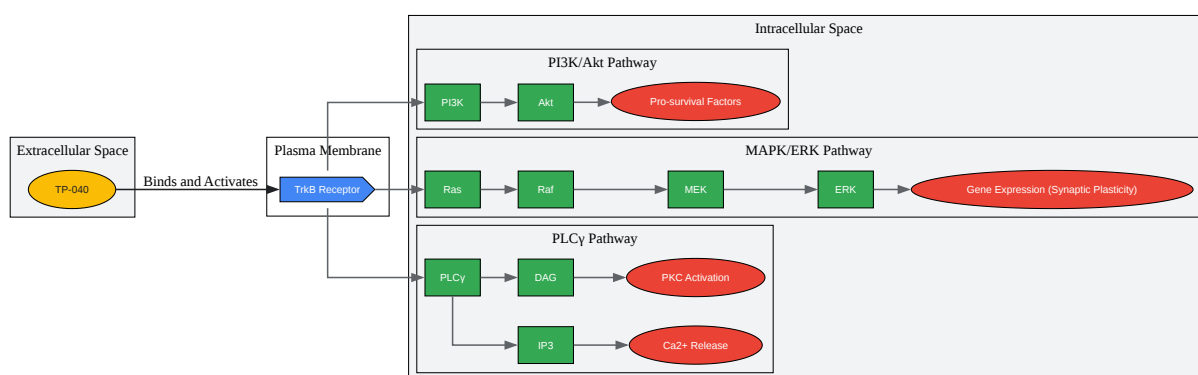 Intracellular Space
PI3K/Akt Pathway
PI3K
Akt
Pro-survival Factors
Extracellular Space
TP-040
Binds and Activates
Plasma Membrane
TrkB Receptor
MAPK/ERK Pathway
Ras
Raf
MEK
ERK
Gene Expression (Synaptic Plasticity)
PLCγ Pathway
PLCγ
DAG
PKC Activation
IP3
Ca2+ Release